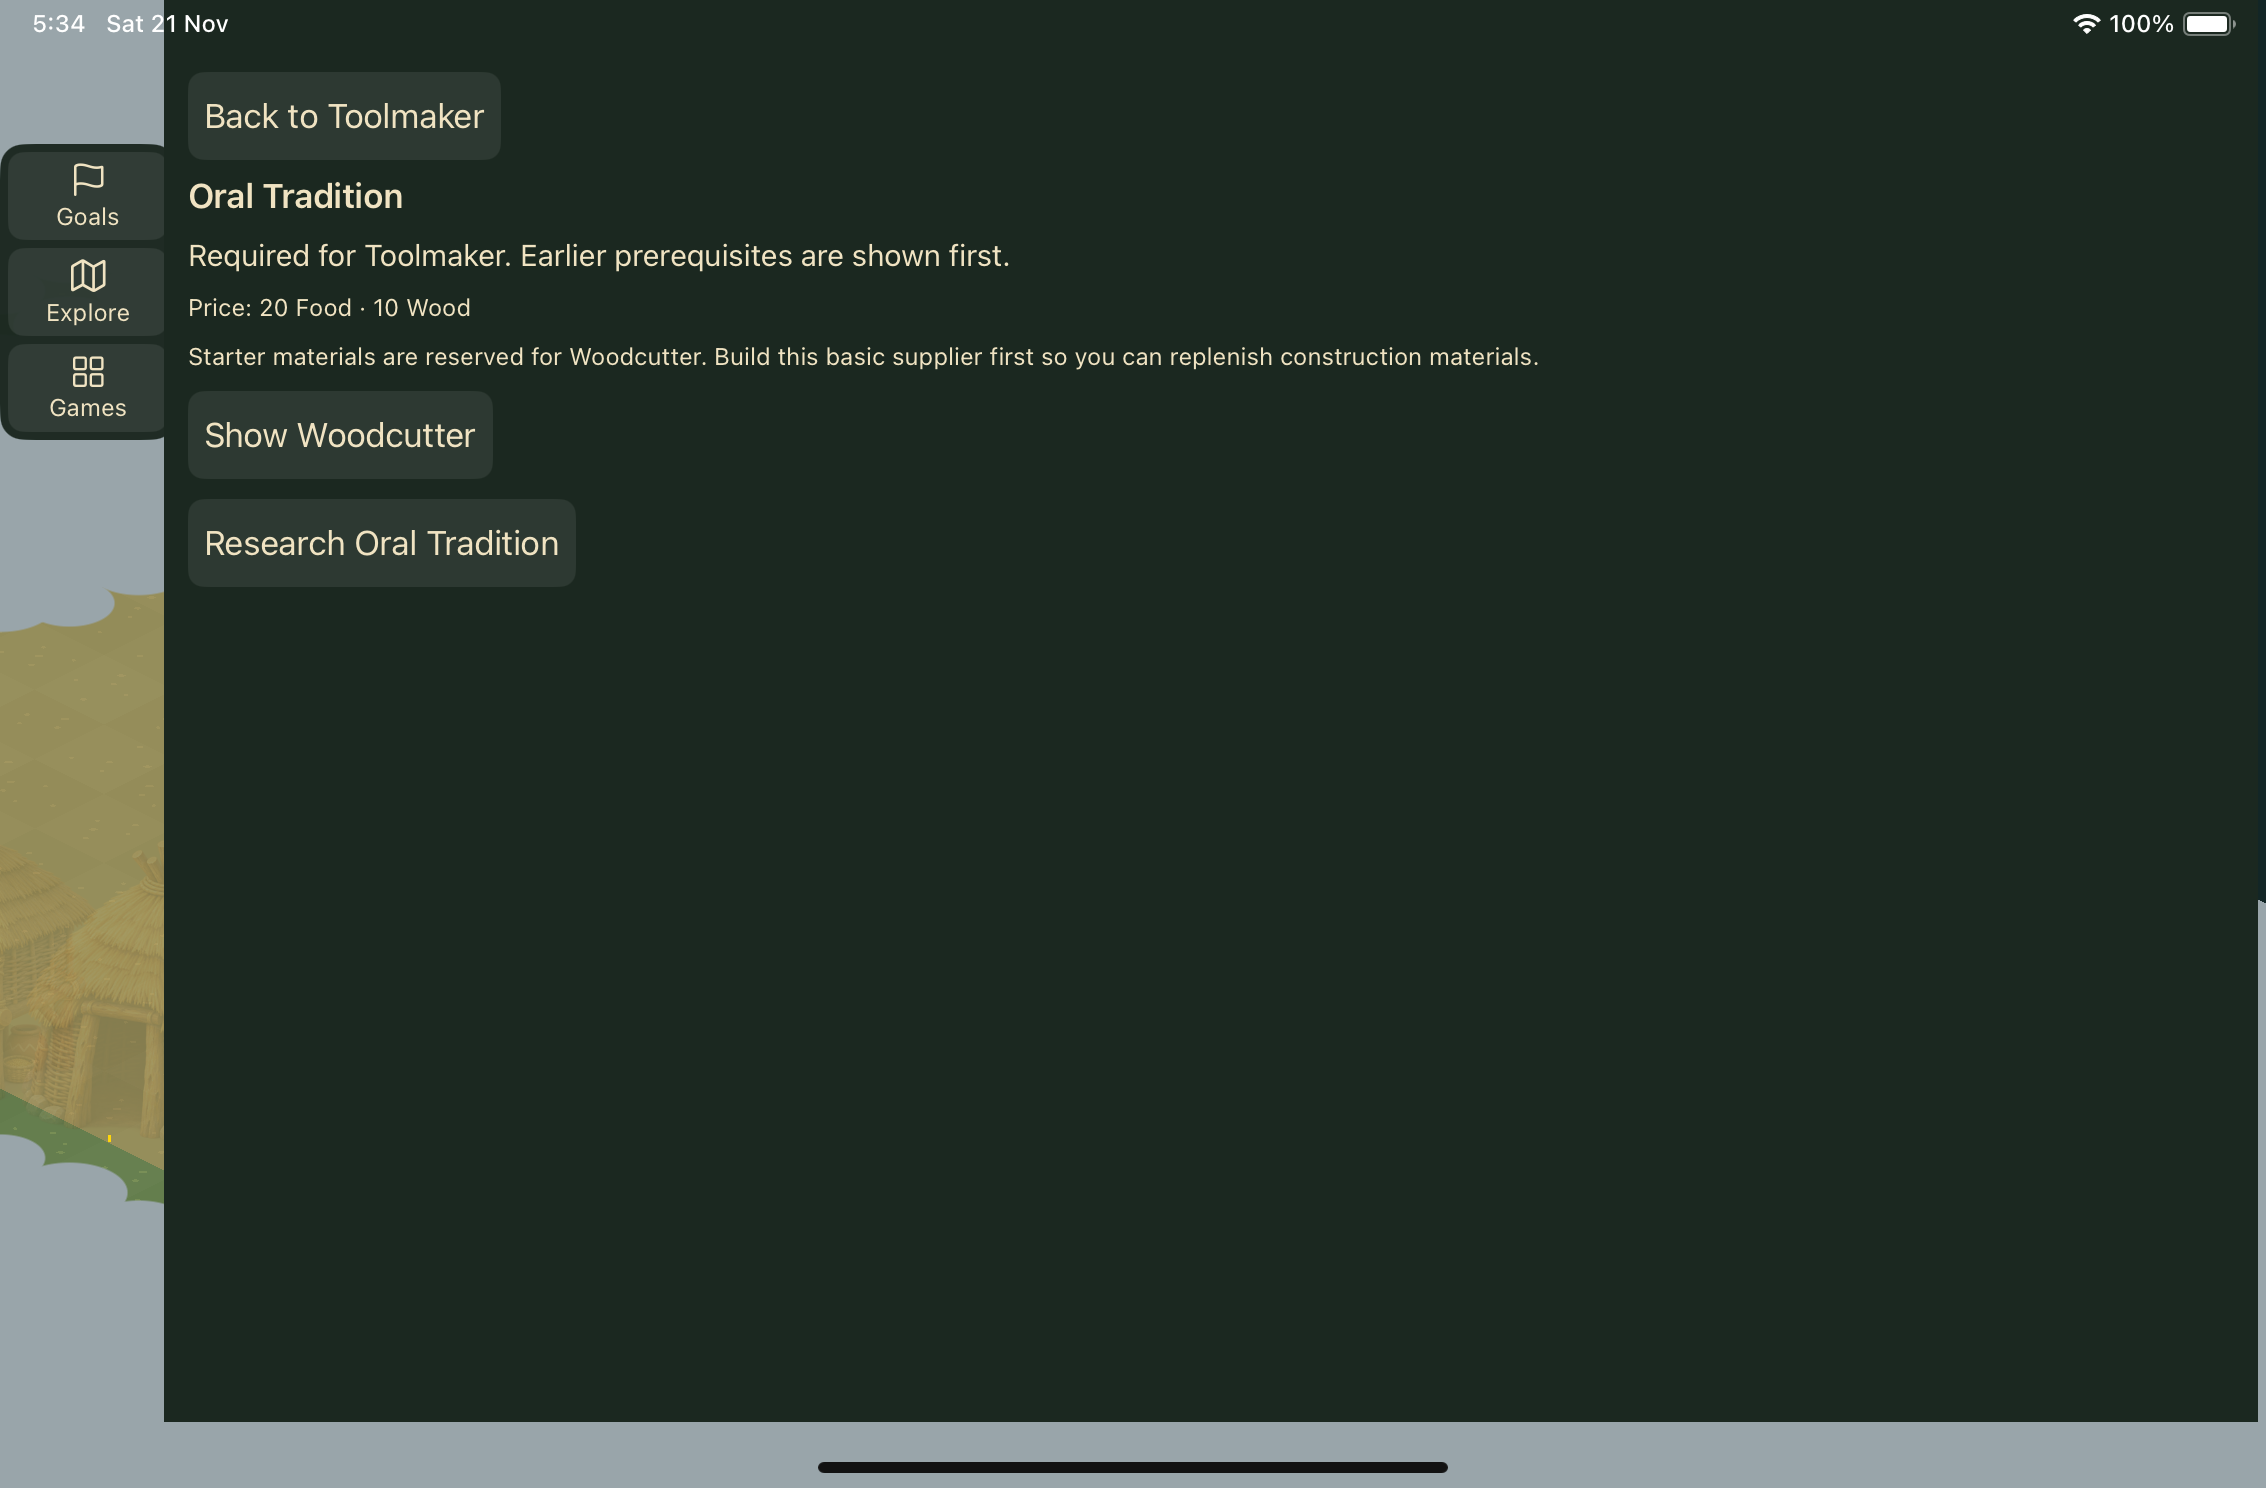 5:34 Sat 21 Nov 100%
Back to Toolmaker
Oral Tradition
Goals
Required for Toolmaker. Earlier prerequisites are shown first.
Explore
Price: 20 Food · 10 Wood
Starter materials are reserved for Woodcutter. Build this basic supplier first so you can replenish construction materials.
Games
Show Woodcutter
Research Oral Tradition